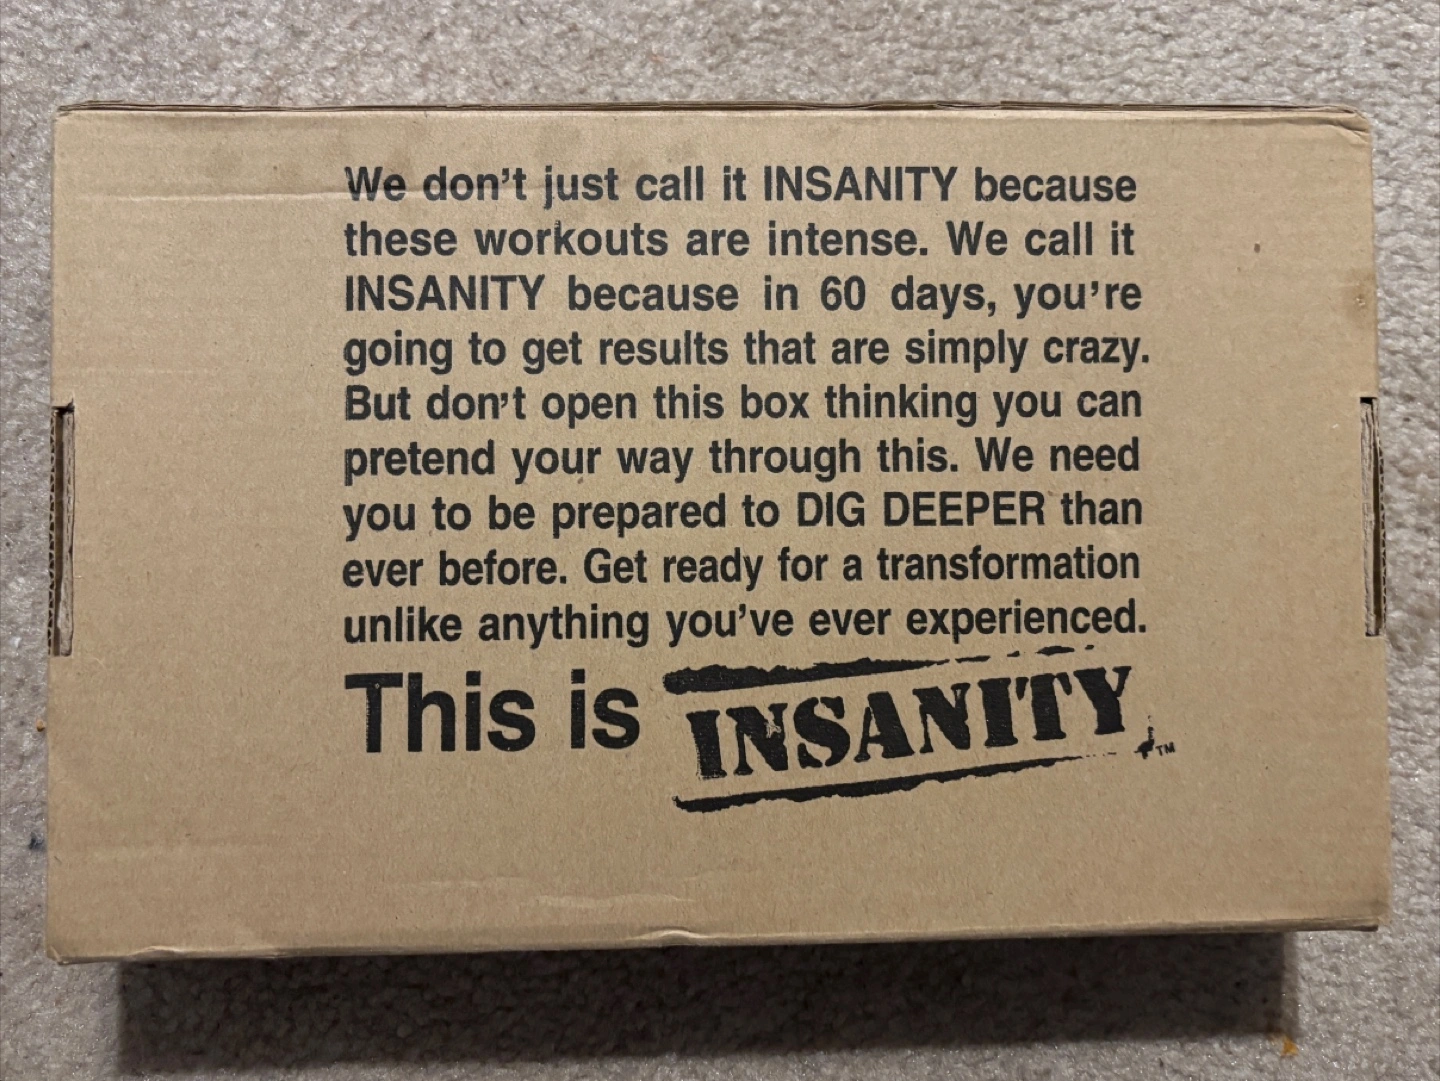 We don't just call it INSANITY because
these workouts are intense. We call it
INSANITY because in 60 days, you're
going to get results that are simply crazy.
But don't open this box thinking you can
pretend your way through this. We need
you to be prepared to DIG DEEPER than
ever before. Get ready for a transformation
unlike anything you've ever experienced.
This is INSANITY™